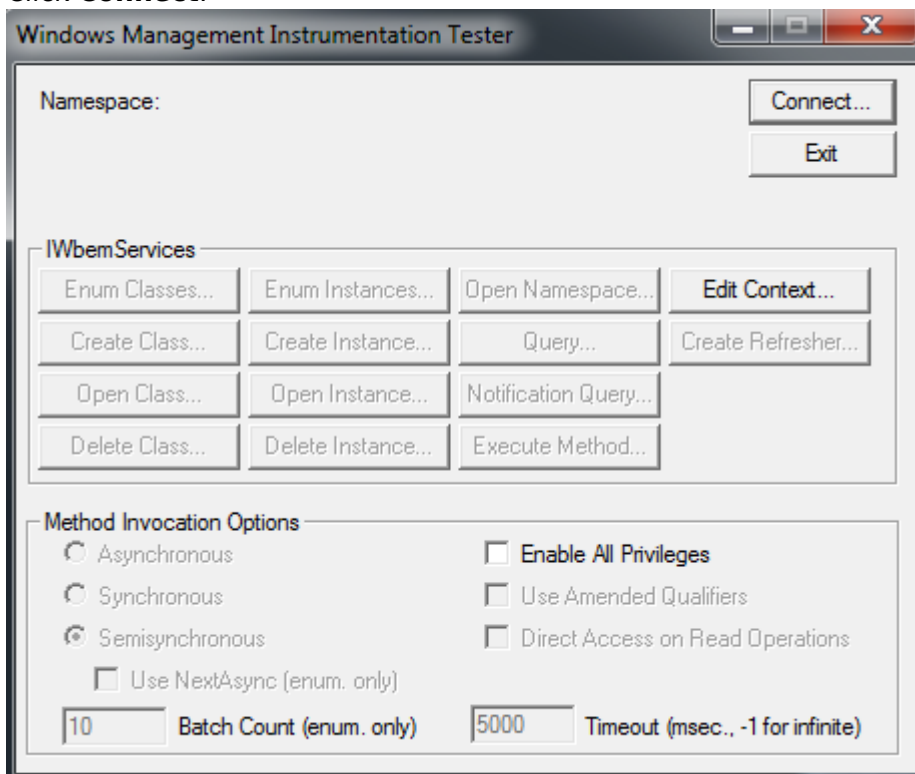 Click Connect.
Windows Management Instrumentation Tester
Namespace:
Connect...
Exit
IWbemServices
Enum Classes... Enum Instances... Open Namespace... Edit Context...
Create Class... Create Instance... Query... Create Refresher...
Open Class... Open Instance... Notification Query...
Delete Class... Delete Instance... Execute Method...
Method Invocation Options
Asynchronous Enable All Privileges
Synchronous Use Amended Qualifiers
Semisynchronous Direct Access on Read Operations
Use NextAsync (enum. only)
10 Batch Count (enum. only) 5000 Timeout (msec., -1 for infinite)